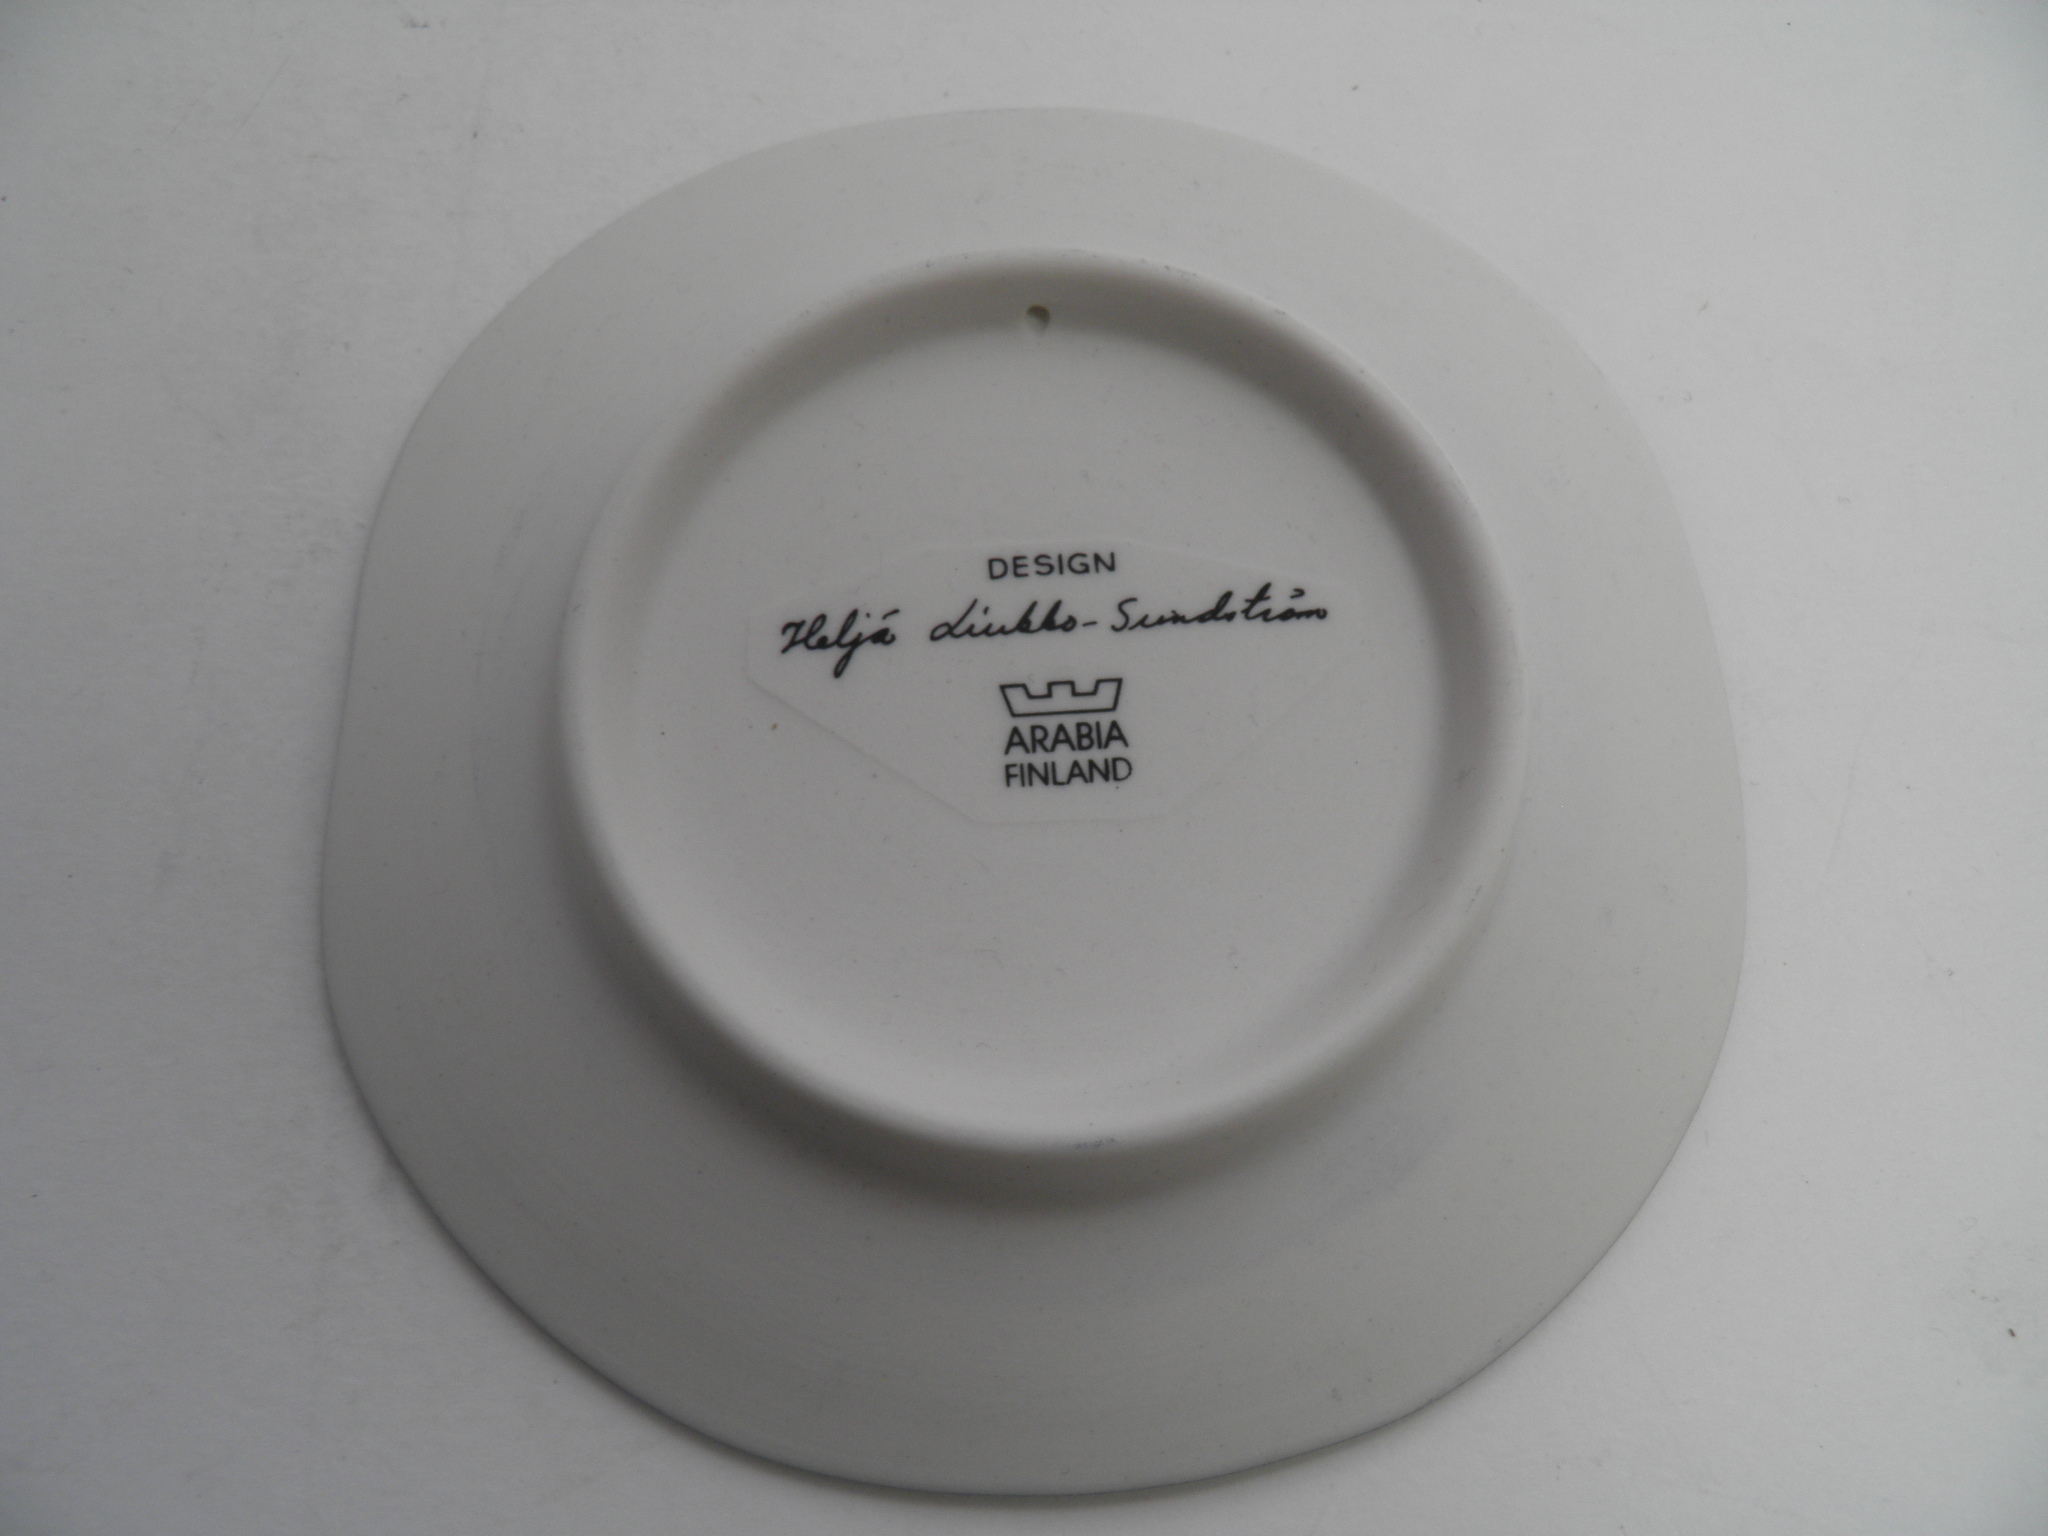 DESIGN
Heljä Liukko-Sundström
ARABIA
FINLAND